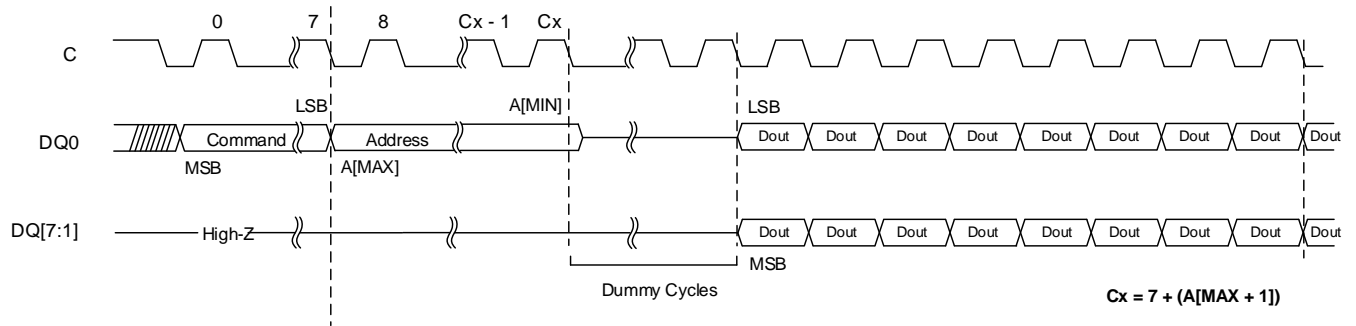 0 7 8 Cx - 1 Cx
C
LSB A[MIN] LSB
DQ0 Command Address Dout Dout Dout Dout Dout Dout Dout Dout Dout
MSB A[MAX]
DQ[7:1] High-Z Dout Dout Dout Dout Dout Dout Dout Dout Dout
MSB
Dummy Cycles
Cx = 7 + (A[MAX + 1])